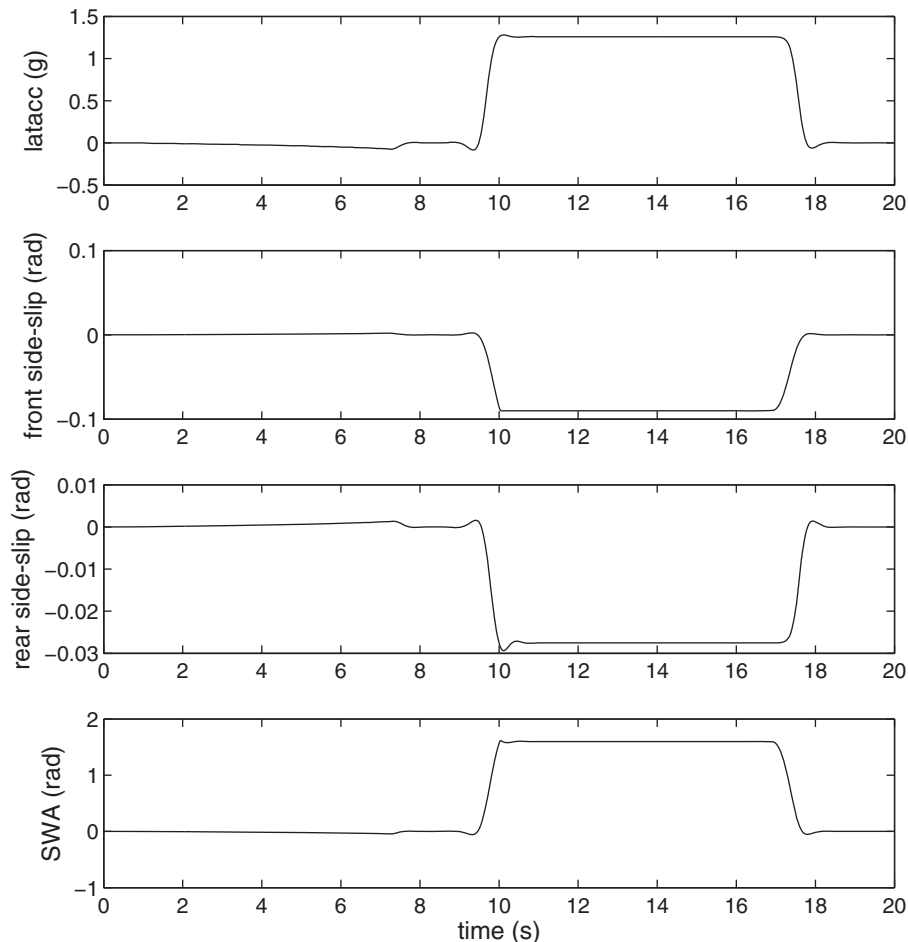 1.5
1
0.5
0
−0.5
latacc (g)
0 2 4 6 8 10 12 14 16 18 20
0.1
0
−0.1
front side-slip (rad)
0 2 4 6 8 10 12 14 16 18 20
0.01
0
−0.01
−0.02
−0.03
rear side-slip (rad)
0 2 4 6 8 10 12 14 16 18 20
2
1
0
−1
SWA (rad)
0 2 4 6 8 10 12 14 16 18 20
time (s)